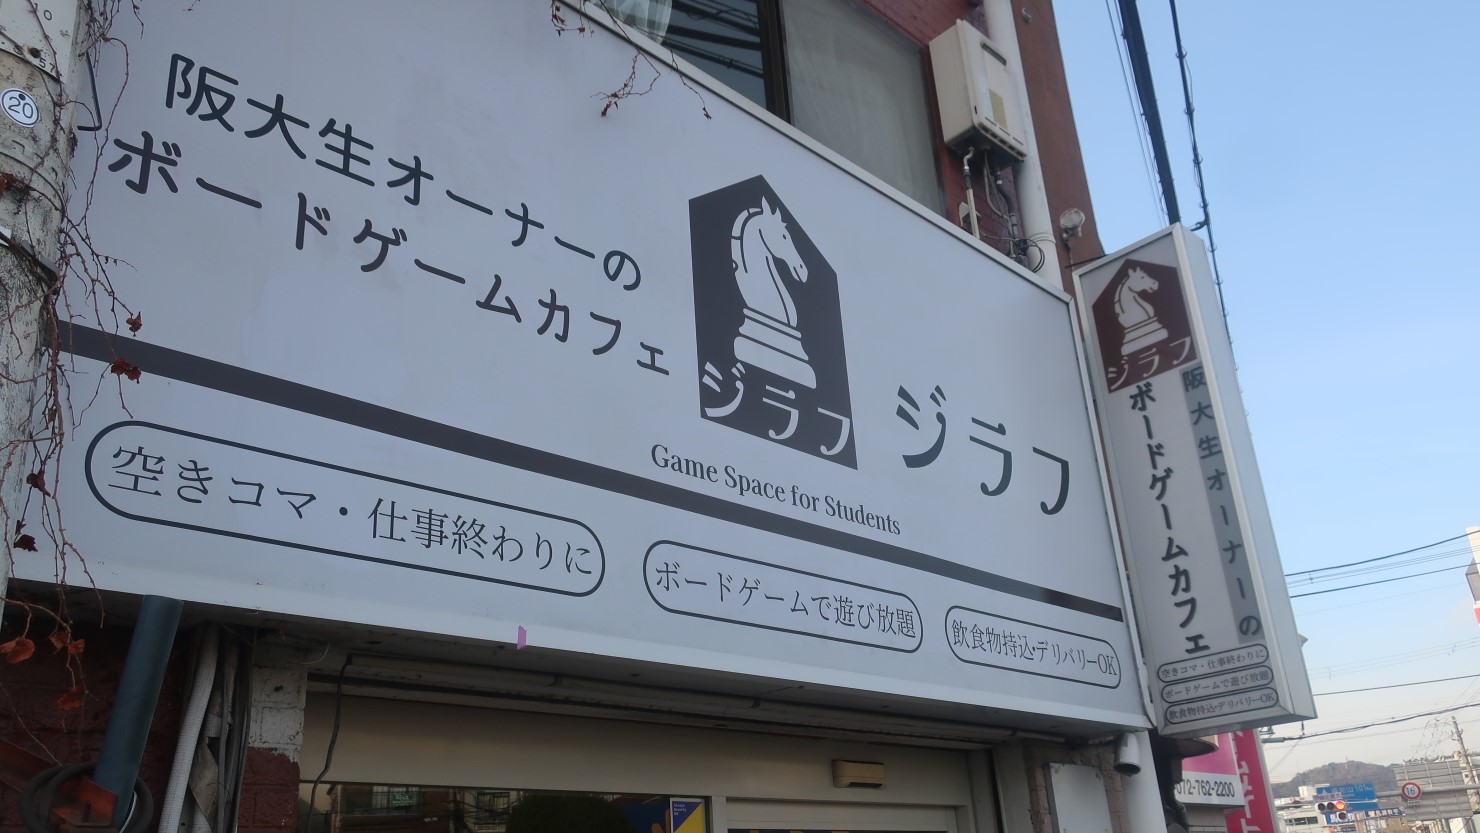 阪大生オーナーの
ボードゲームカフェ
ジラフ
ジラフ
Game Space for Students
空きコマ・仕事終わりに
ボードゲームで遊び放題
飲食物持込・デリバリーOK
ジラフ
阪大生オーナーの
ボードゲームカフェ
空きコマ・仕事終わりに
ボードゲームで遊び放題
飲食物持込・デリバリーOK
20
072-762-2200